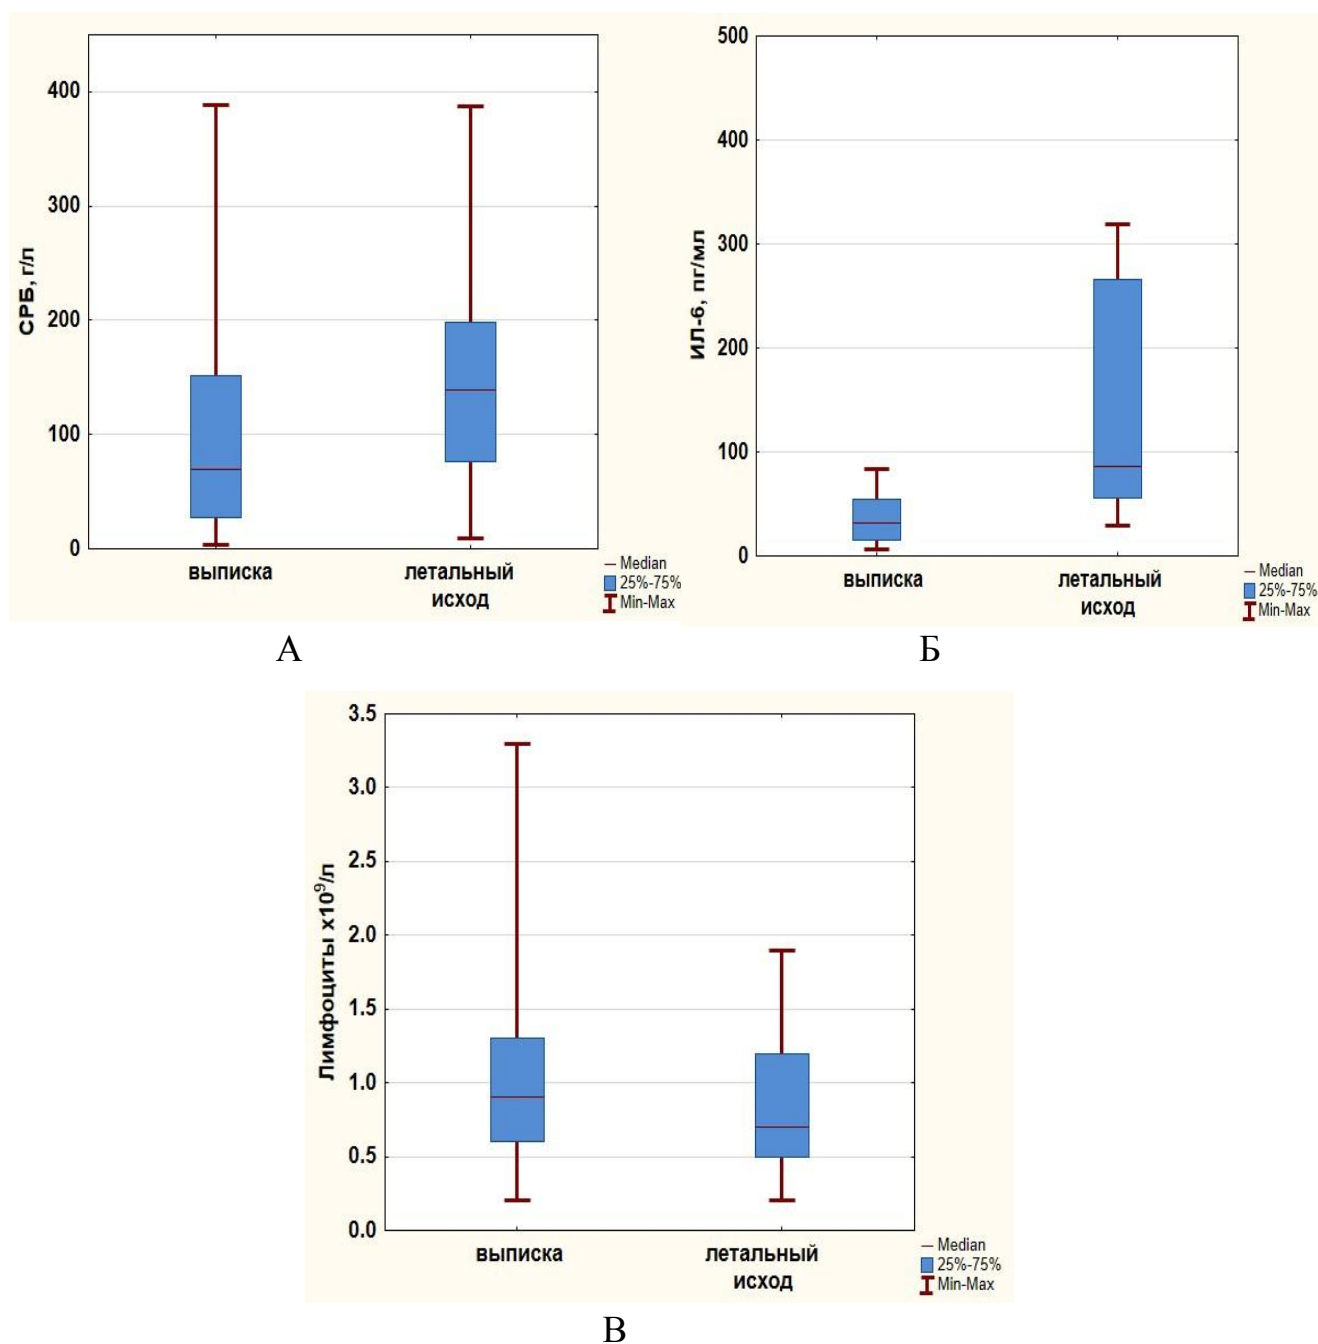 СРБ, г/л
400
300
200
100
0
выписка
летальный
исход
Median
25%-75%
Min-Max
А
ИЛ-6, пг/мл
500
400
300
200
100
0
выписка
летальный
исход
Median
25%-75%
Min-Max
Б
Лимфоциты x10⁹/л
3.5
3.0
2.5
2.0
1.5
1.0
0.5
0.0
выписка
летальный
исход
Median
25%-75%
Min-Max
В